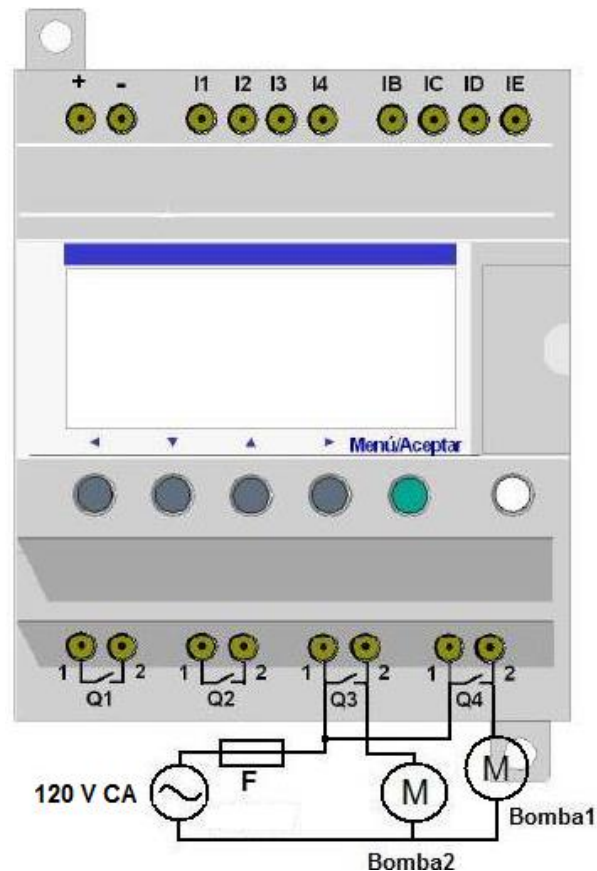 + - I1 I2 I3 I4 IB IC ID IE
Menú/Aceptar
1 2 1 2 1 2 1 2
Q1 Q2 Q3 Q4
F
120 V CA
M
M
Bomba1
Bomba2